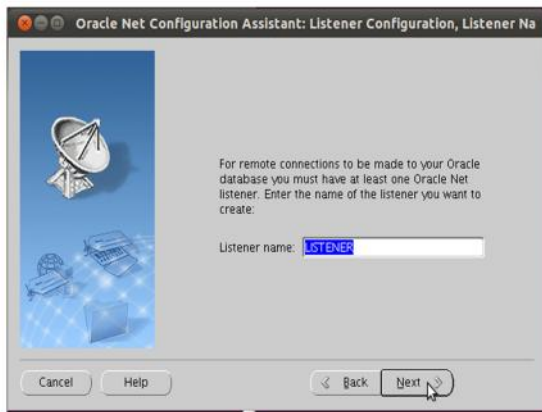 Oracle Net Configuration Assistant: Listener Configuration, Listener Na
For remote connections to be made to your Oracle
database you must have at least one Oracle Net
listener. Enter the name of the listener you want to
create:
Listener name: LISTENER
Cancel Help Back Next